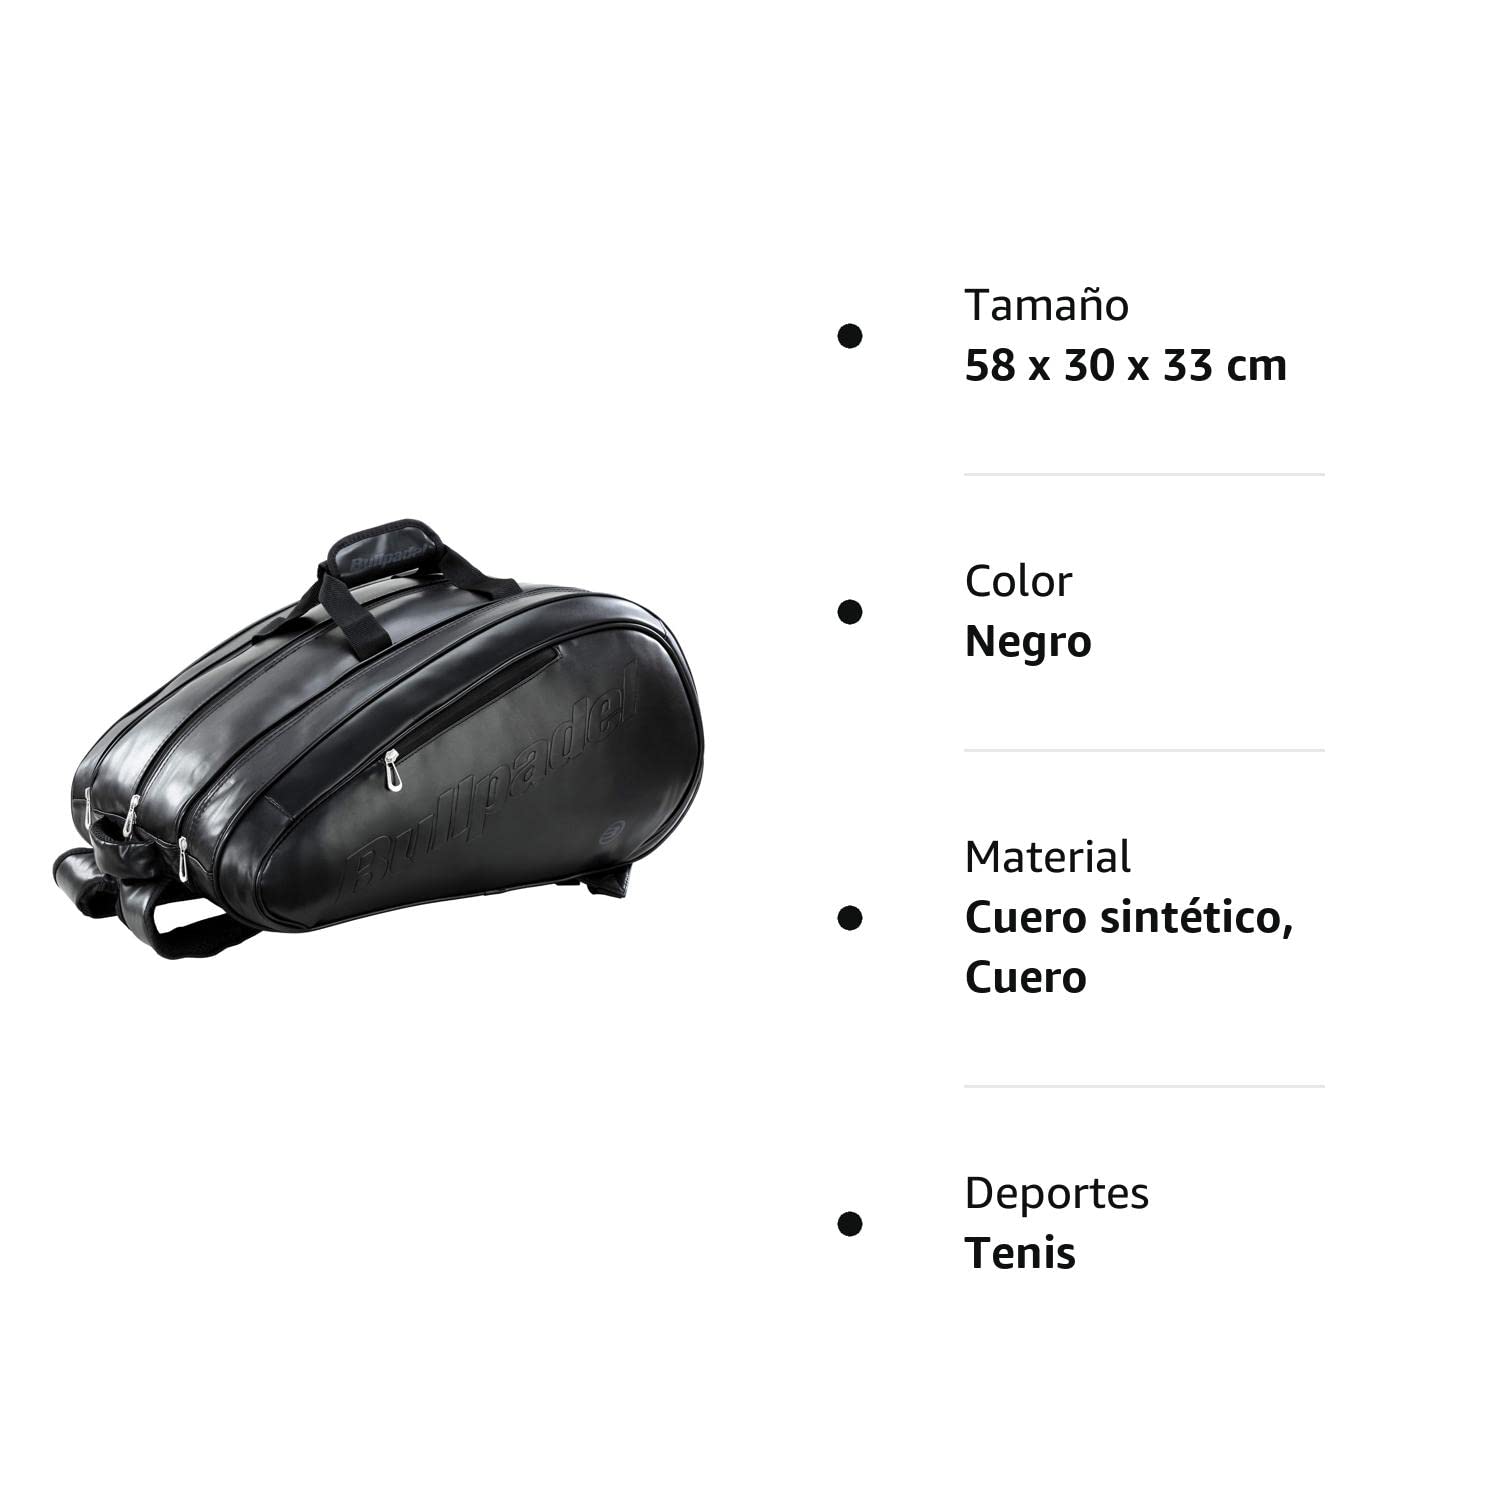 Tamaño
58 x 30 x 33 cm
Color
Negro
Material
Cuero sintético,
Cuero
Deportes
Tenis
Bullpadel
Bullpadel